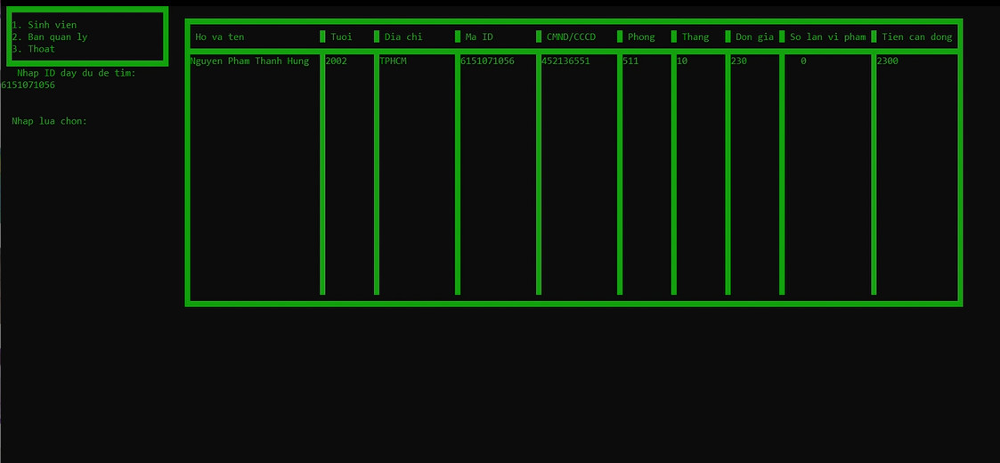 1. Sinh vien
2. Ban quan ly
3. Thoat
Nhap ID day du de tim:
6151071056
Nhap lua chon:
Ho va ten Tuoi Dia chi Ma ID CMND/CCCD Phong Thang Don gia So lan vi pham Tien can dong
Nguyen Pham Thanh Hung 2002 TPHCM 6151071056 452136551 511 10 230 0 2300